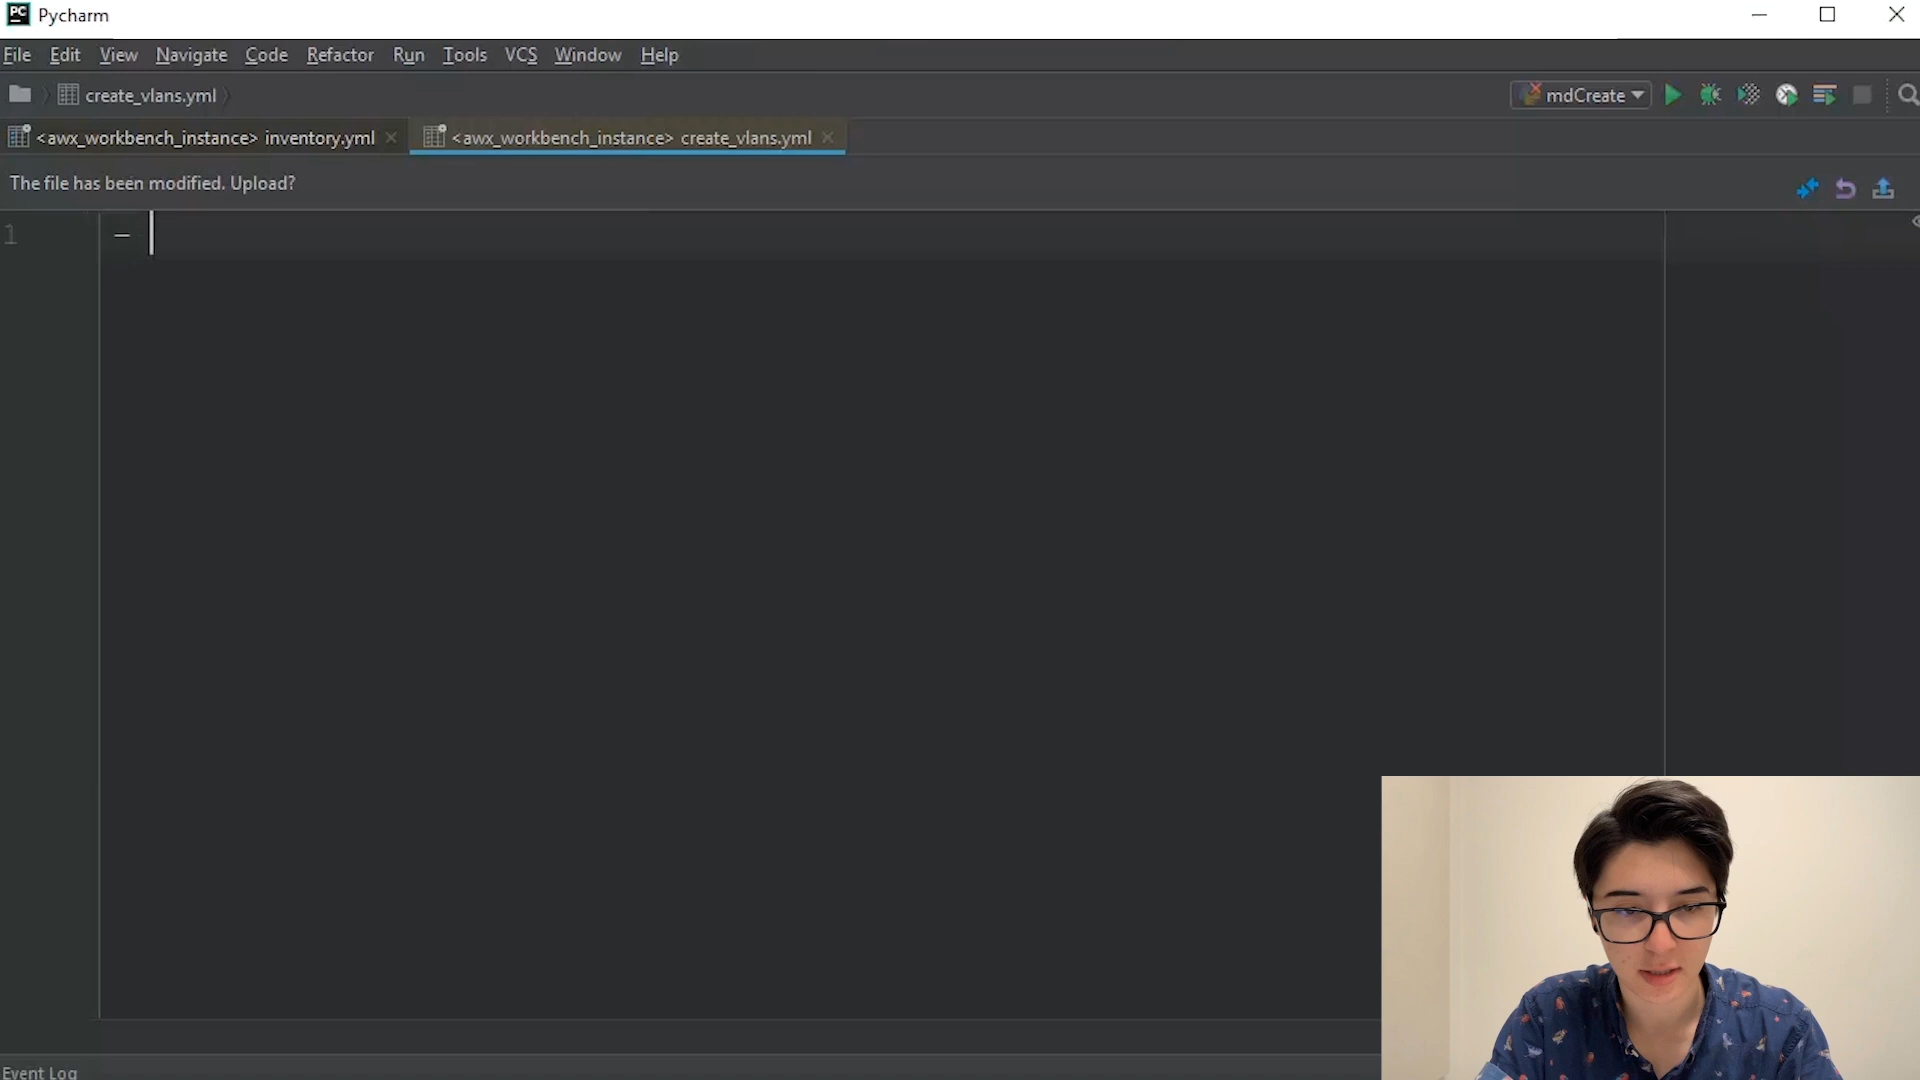 PC Pycharm
File Edit View Navigate Code Refactor Run Tools VCS Window Help
create_vlans.yml mdCreate
<awx_workbench_instance> inventory.yml <awx_workbench_instance> create_vlans.yml
The file has been modified. Upload?
1 –
Event Log